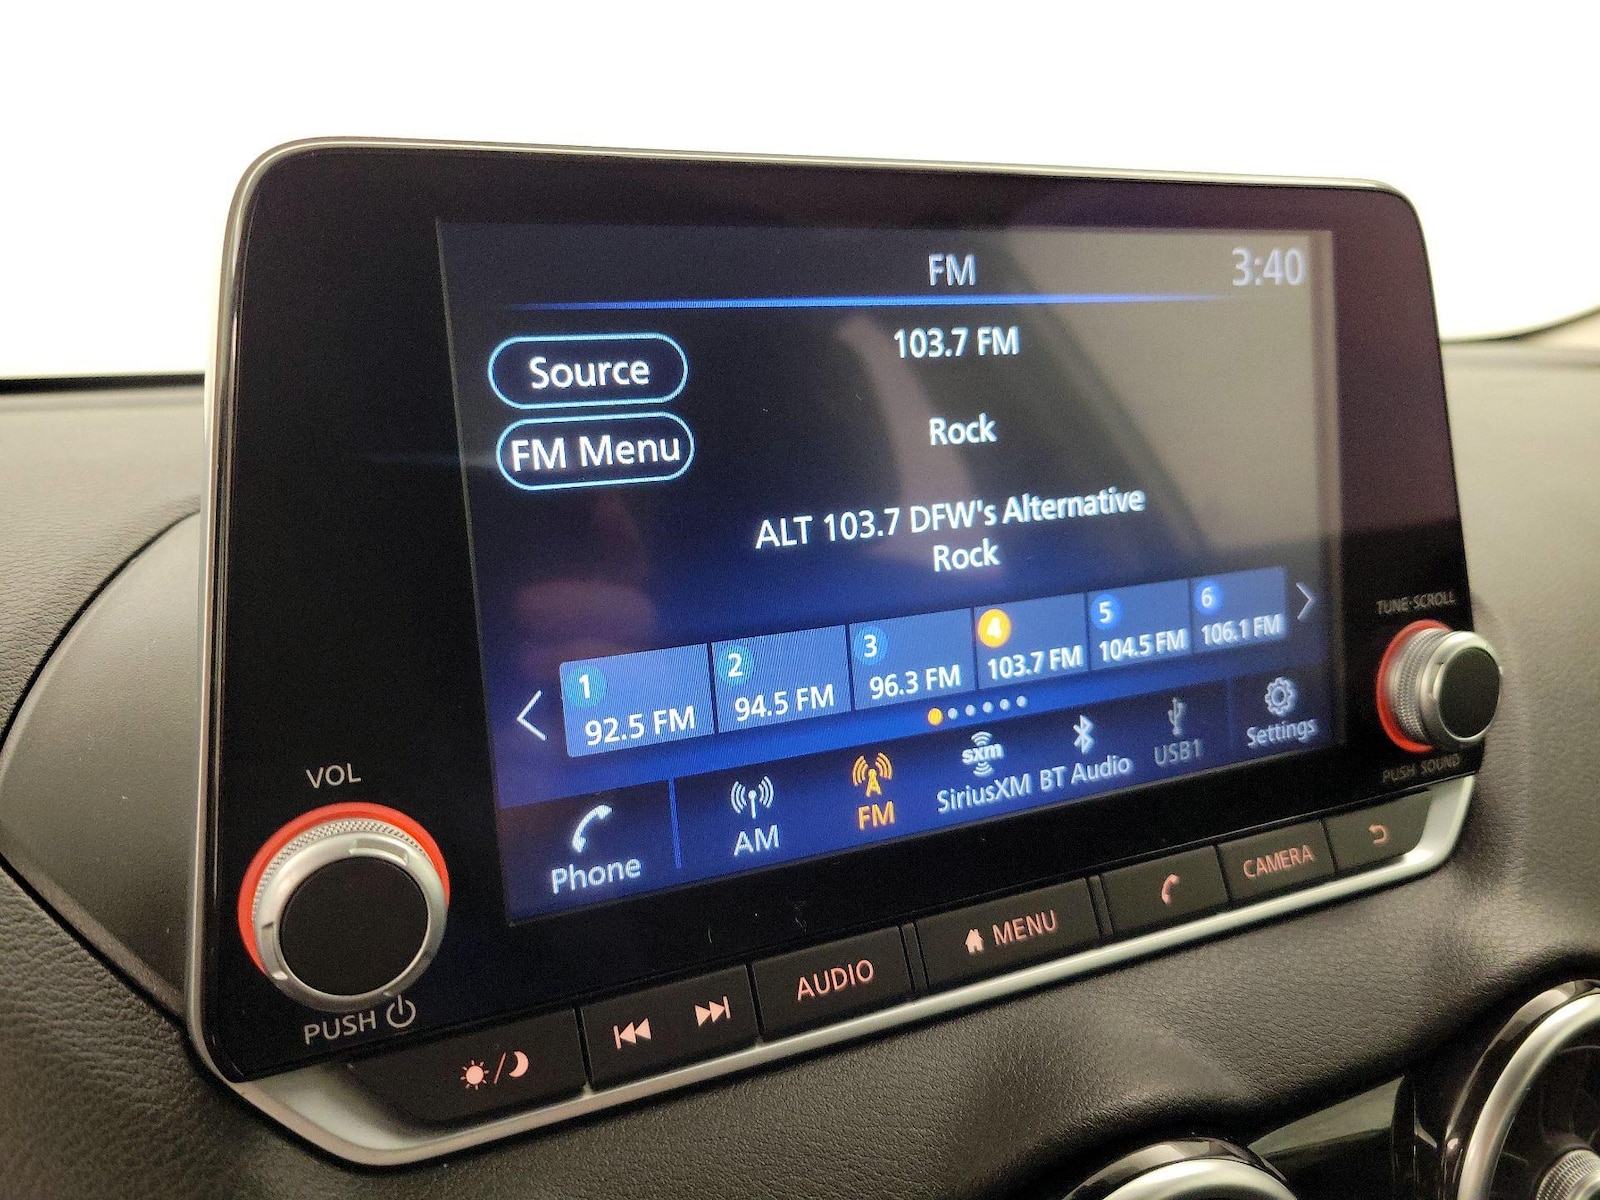 FM
3:40
Source
103.7 FM
FM Menu
Rock
ALT 103.7 DFW's Alternative
Rock
1
92.5 FM
2
94.5 FM
3
96.3 FM
4
103.7 FM
5
104.5 FM
6
106.1 FM
Phone
AM
FM
sxm
SiriusXM
BT Audio
USB1
Settings
VOL
PUSH
TUNE·SCROLL
PUSH SOUND
AUDIO
MENU
CAMERA